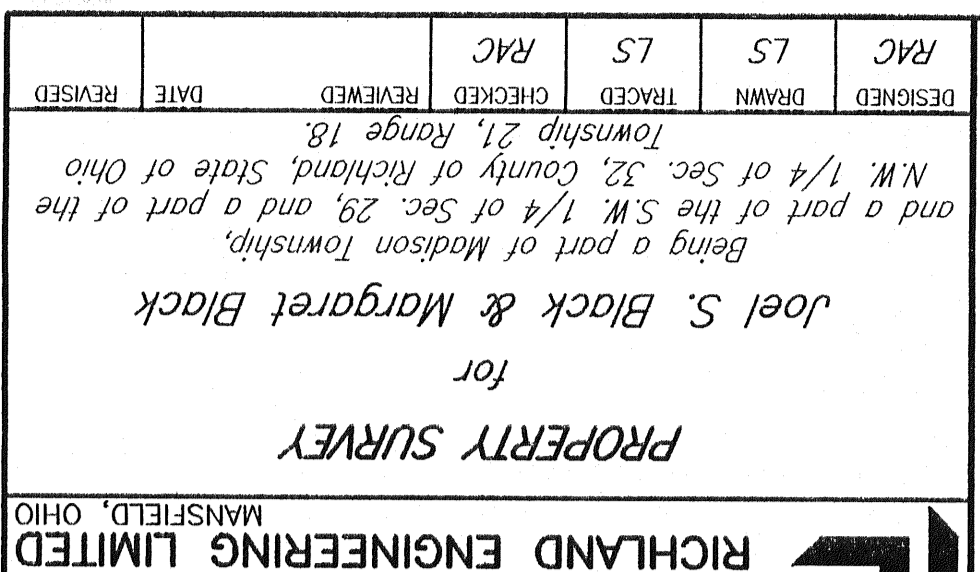 RICHLAND ENGINEERING LIMITED
MANSFIELD, OHIO
PROPERTY SURVEY
for
Joel S. Black & Margaret Black
Being a part of Madison Township,
and a part of the S.W. 1/4 of Sec. 29, and a part of the
N.W. 1/4 of Sec. 32, County of Richland, State of Ohio
Township 21, Range 18.
DESIGNED DRAWN TRACED CHECKED REVIEWED DATE REVISED
RAC LS LS RAC